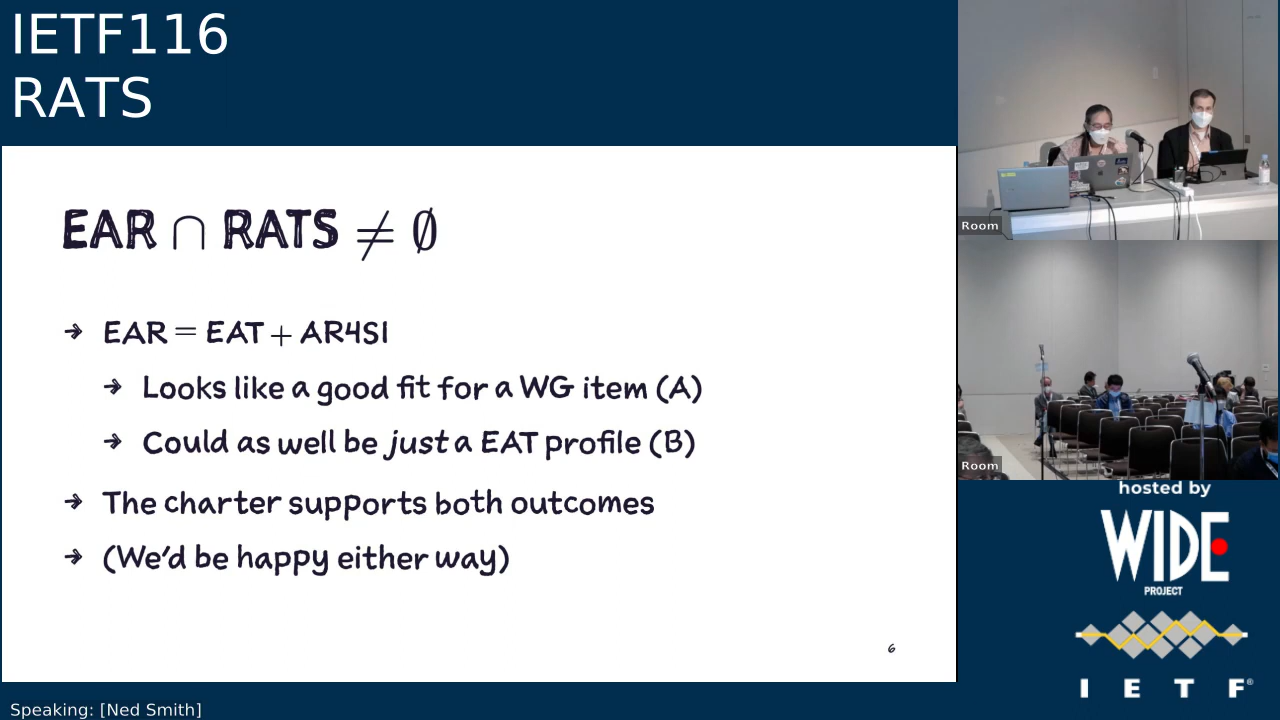 IETF116
RATS
EAR ∩ RATS ≠ ∅
→ EAR = EAT + AR4SI
→ Looks like a good fit for a WG item (A)
→ Could as well be just a EAT profile (B)
→ The charter supports both outcomes
→ (We'd be happy either way)
6
Speaking: [Ned Smith]
Room
Room
hosted by
WIDE
PROJECT
I E T F®